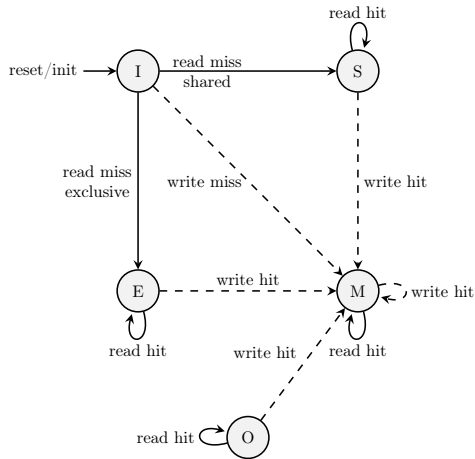 read hit
reset/init
I
read miss
shared
S
read miss
exclusive
write miss
write hit
E
write hit
M
write hit
read hit
read hit
write hit
read hit
O